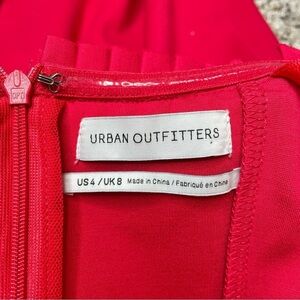 URBAN OUTFITTERS
US 4 / UK 8 Made in China / Fabriqué en Chine